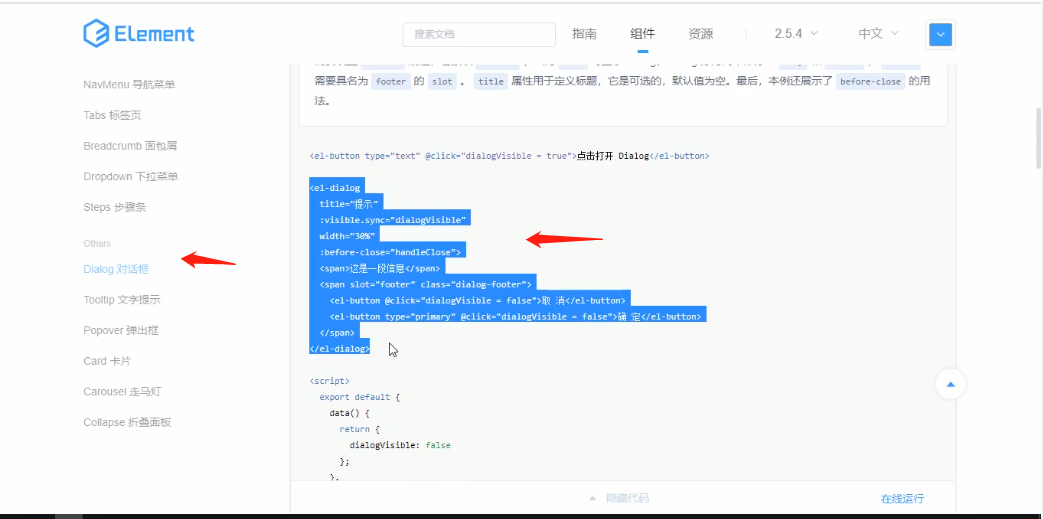 Element
搜索文档
指南
组件
资源
2.5.4
中文
NavMenu 导航菜单
Tabs 标签页
Breadcrumb 面包屑
Dropdown 下拉菜单
Steps 步骤条
Others
Dialog 对话框
Tooltip 文字提示
Popover 弹出框
Card 卡片
Carousel 走马灯
Collapse 折叠面板
需要具名为 footer 的 slot 。 title 属性用于定义标题，它是可选的，默认值为空。最后，本例还展示了 before-close 的用
法。
<el-button type="text" @click="dialogVisible = true">点击打开 Dialog</el-button>
<el-dialog
title="提示"
:visible.sync="dialogVisible"
width="30%"
:before-close="handleClose">
<span>这是一段信息</span>
<span slot="footer" class="dialog-footer">
<el-button @click="dialogVisible = false">取 消</el-button>
<el-button type="primary" @click="dialogVisible = false">确 定</el-button>
</span>
</el-dialog>
<script>
export default {
data() {
return {
dialogVisible: false
};
},
隐藏代码
在线运行